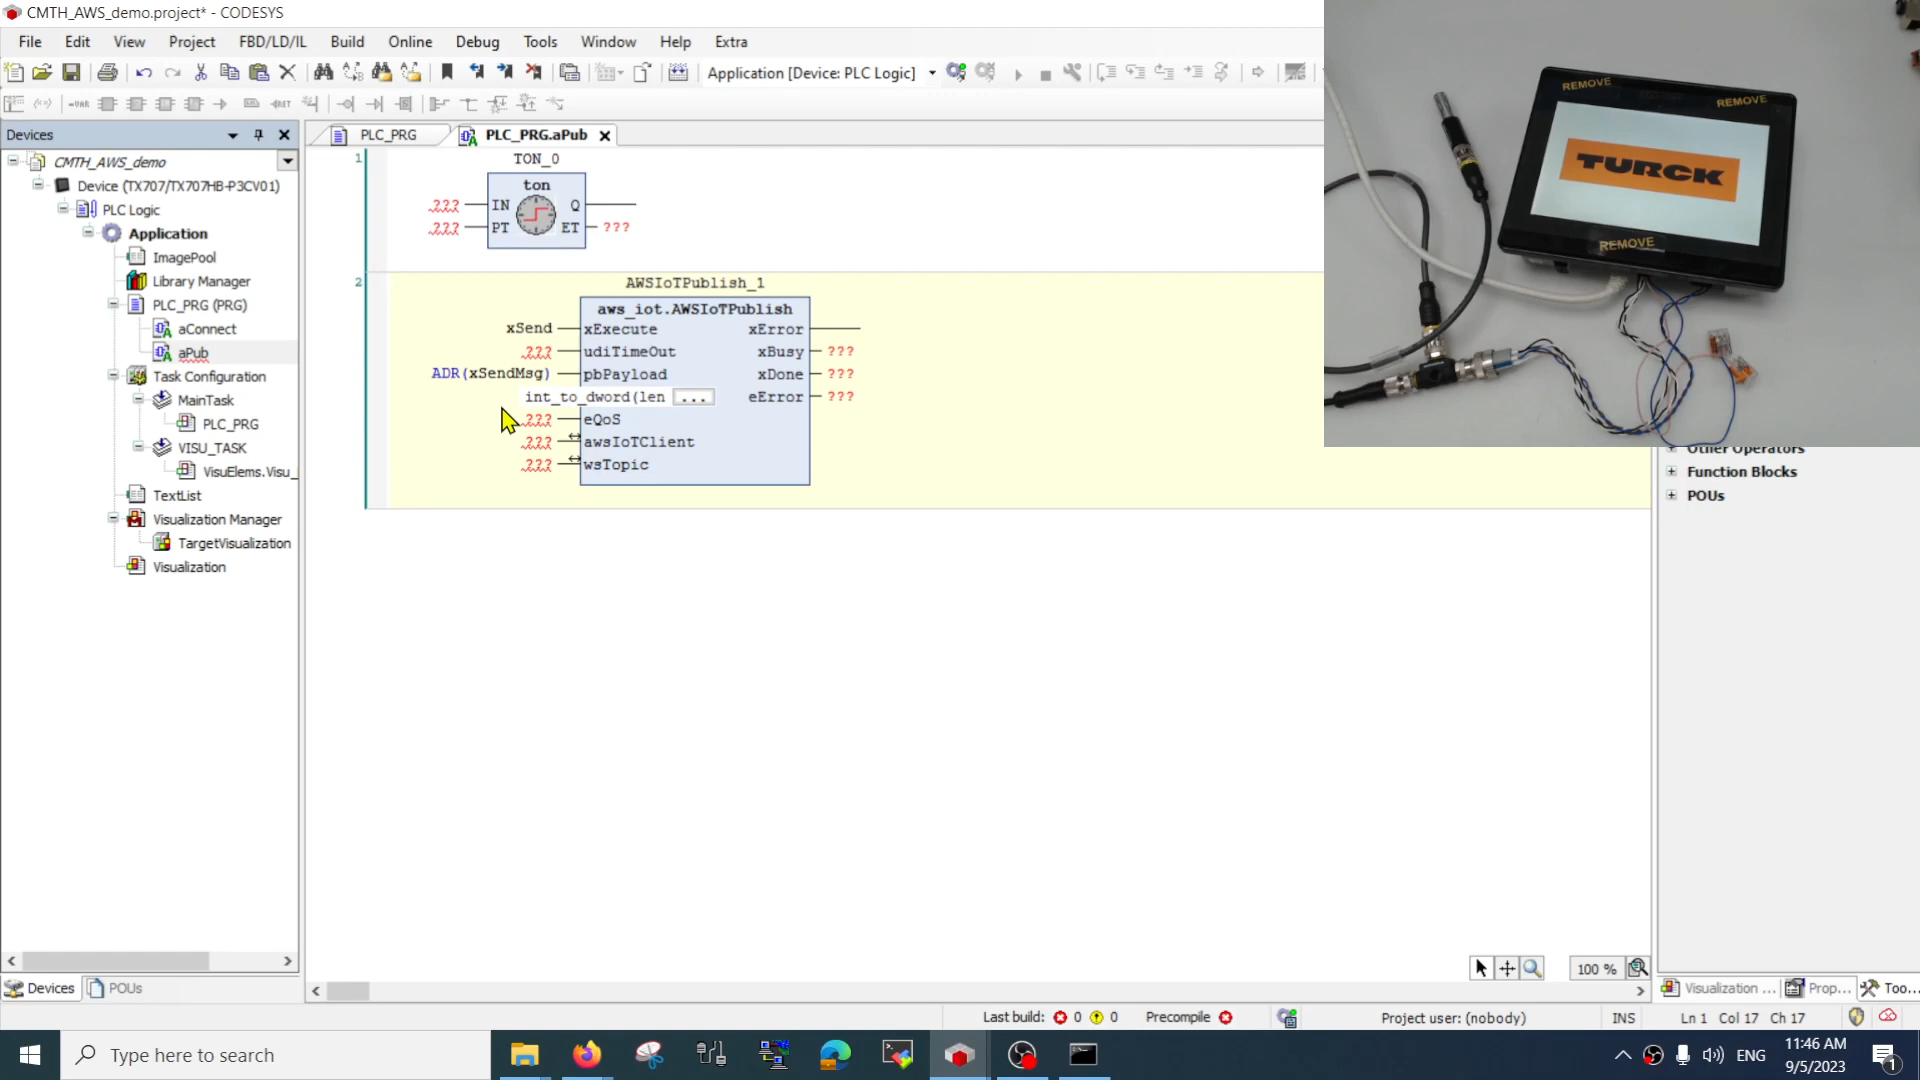 CMTH_AWS_demo.project* - CODESYS
File Edit View Project FBD/LD/IL Build Online Debug Tools Window Help Extra
Application [Device: PLC Logic]
Devices
PLC_PRG
PLC_PRG.aPub
CMTH_AWS_demo
Device (TX707/TX707HB-P3CV01)
PLC Logic
Application
ImagePool
Library Manager
PLC_PRG (PRG)
aConnect
aPub
Task Configuration
MainTask
PLC_PRG
VISU_TASK
VisuElems.Visu_
TextList
Visualization Manager
TargetVisualization
Visualization
1
TON_0
ton
??? IN Q
??? PT ET ???
2
AWSIoTPublish_1
aws_iot.AWSIoTPublish
xSend xExecute xError
??? udiTimeOut xBusy ???
ADR(xSendMsg) pbPayload xDone ???
int_to_dword(len ... eError ???
??? eQoS
??? awsIoTClient
??? wsTopic
REMOVE
REMOVE
TURCK
REMOVE
Other Operators
Function Blocks
POUs
100 %
Devices POUs
Visualization ... Prop... Too...
Last build: 0 0 Precompile Project user: (nobody) INS Ln 1 Col 17 Ch 17
Type here to search
ENG
11:46 AM
9/5/2023
1